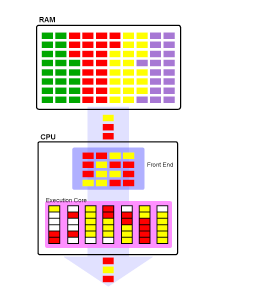 RAM
CPU
Front End
Execution Core